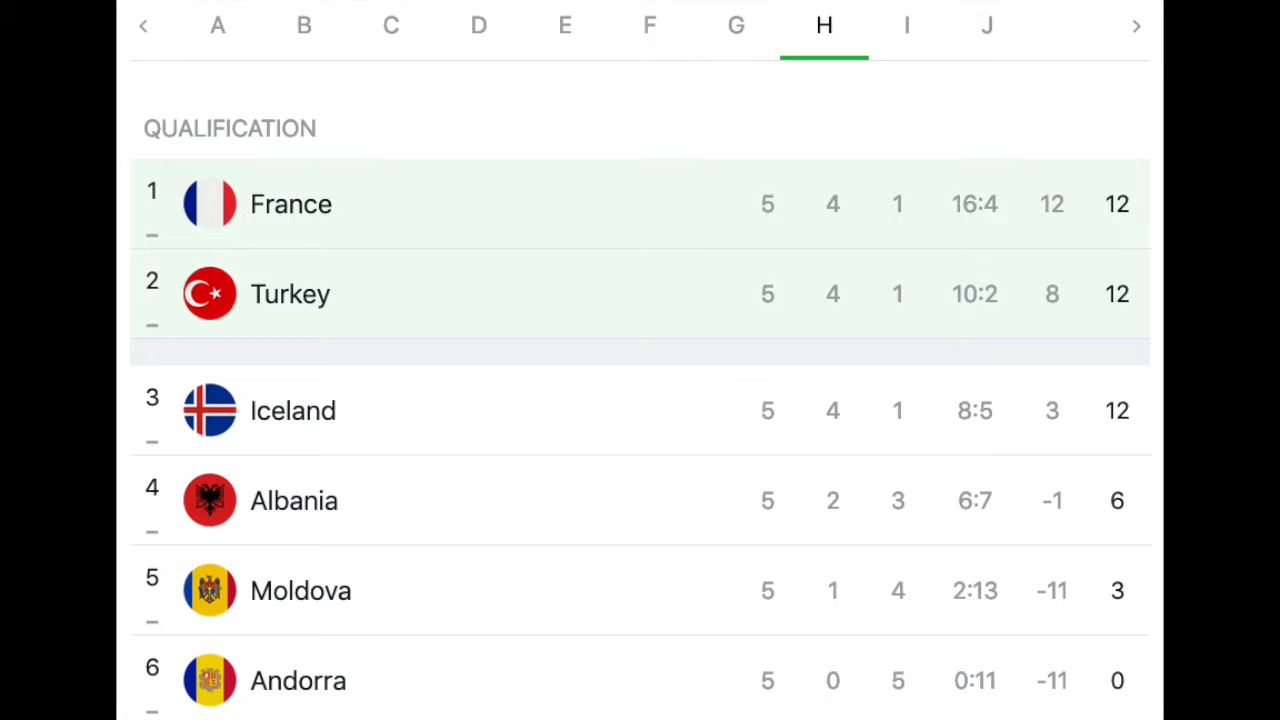 < A B C D E F G H I J >
QUALIFICATION
1 France 5 4 1 16:4 12 12
2 Turkey 5 4 1 10:2 8 12
3 Iceland 5 4 1 8:5 3 12
4 Albania 5 2 3 6:7 -1 6
5 Moldova 5 1 4 2:13 -11 3
6 Andorra 5 0 5 0:11 -11 0